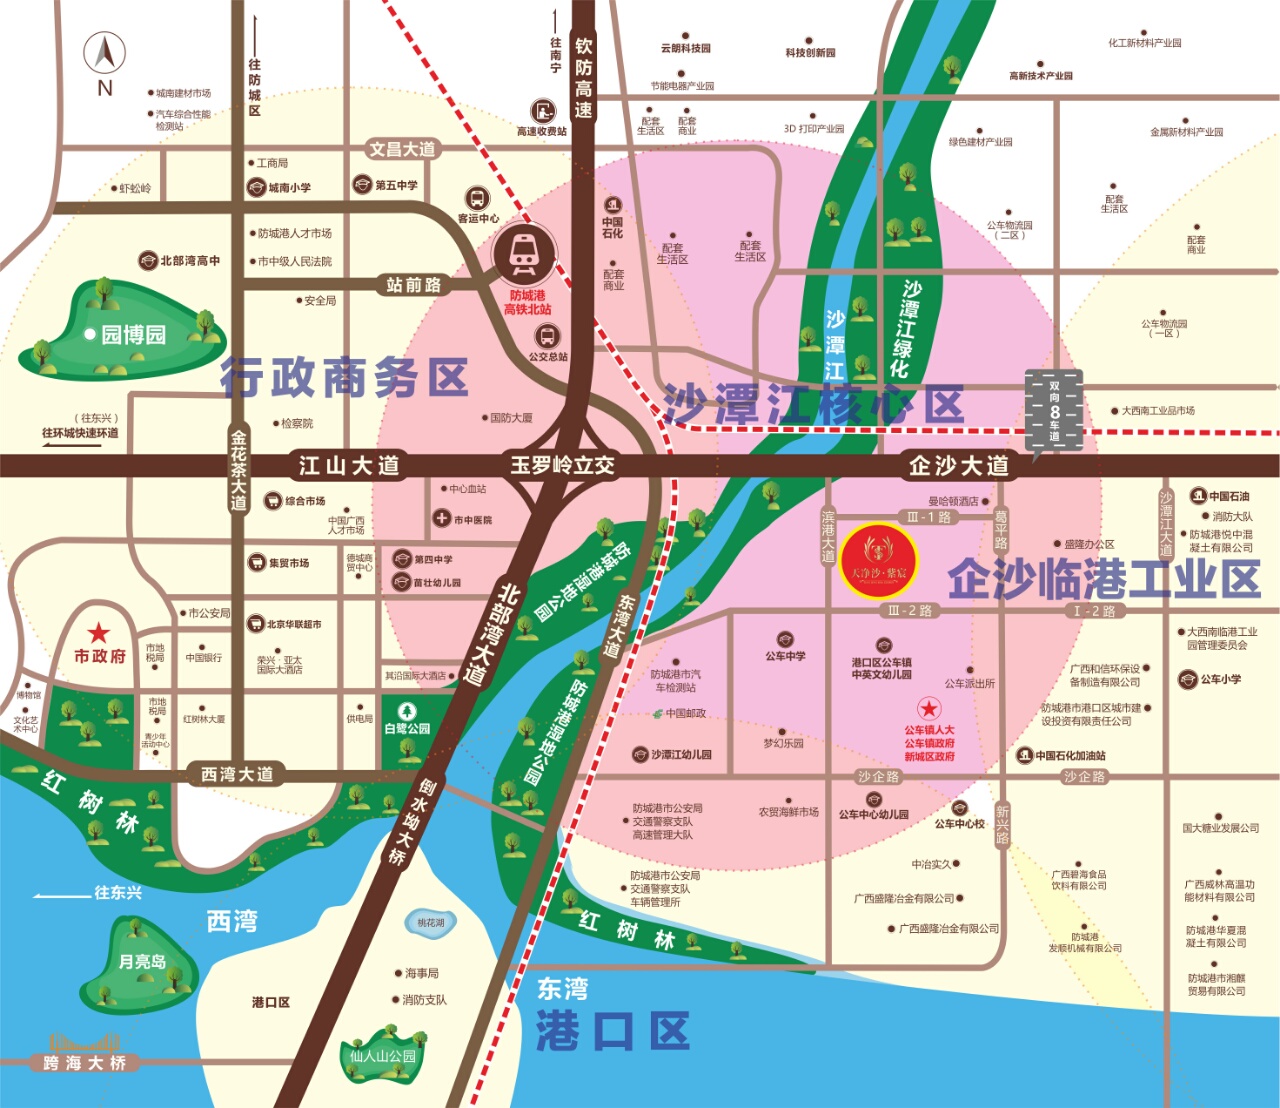 N
往防城区
往南宁
钦防高速
云朗科技园
科技创新园
化工新材料产业园
高新技术产业园
节能电器产业园
城南建材市场
汽车综合性能
检测站
高速收费站
配套
生活区
配套
商业
3D 打印产业园
绿色建材产业园
金属新材料产业园
文昌大道
工商局
城南小学
第五中学
虾蚣岭
客运中心
中国
石化
配套
生活区
公车物流园
（二区）
配套
商业
防城港人才市场
市中级人民法院
北部湾高中
配套
生活区
配套
生活区
配套
商业
站前路
安全局
防城港
高铁北站
沙潭江
沙潭江绿化
公车物流园
（一区）
园博园
公交总站
行政商务区
沙潭江核心区
双向8车道
大西南工业品市场
国防大厦
（往东兴）
往环城快速环道
检察院
金花茶大道
江山大道
玉罗岭立交
企沙大道
中心血站
市中医院
综合市场
中国广西
人才市场
曼哈顿酒店
滨港大道
Ⅲ-1路
葛平路
沙潭江大道
中国石油
消防大队
防城港悦中混
凝土有限公司
盛隆办公区
天净沙·紫宸
企沙临港工业区
集贸市场
德城商
贸中心
第四中学
苗壮幼儿园
防城港湿地公园
北部湾大道
东湾大道
Ⅲ-2路
Ⅰ-2路
市公安局
北京华联超市
市政府
市地
税局
中国银行
荣兴·亚太
国际大酒店
其沿国际大酒店
公车中学
港口区公车镇
中英文幼儿园
大西南临港工业
园管理委员会
广西和信环保设
备制造有限公司
公车小学
防城港市汽
车检测站
公车派出所
博物馆
文化艺
术中心
市地
税局
青少年
活动中心
红树林大厦
供电局
白鹭公园
防城港湿地公园
中国邮政
梦幻乐园
公车镇人大
公车镇政府
新城区政府
防城港市港口区城市建
设投资有限责任公司
沙潭江幼儿园
中国石化加油站
西湾大道
沙企路
沙企路
红树林
倒水坳大桥
防城港市公安局
交通警察支队
高速管理大队
农贸海鲜市场
公车中心幼儿园
公车中心校
新兴路
国大糖业发展公司
防城港市公安局
交通警察支队
车辆管理所
中冶实久
广西碧海食品
饮料有限公司
广西威林高温功
能材料有限公司
广西盛隆冶金有限公司
往东兴
西湾
桃花湖
红树林
广西盛隆冶金有限公司
防城港
发顺机械有限公司
防城港华夏混
凝土有限公司
月亮岛
海事局
防城港市湘麒
贸易有限公司
港口区
消防支队
东湾
港口区
仙人山公园
跨海大桥